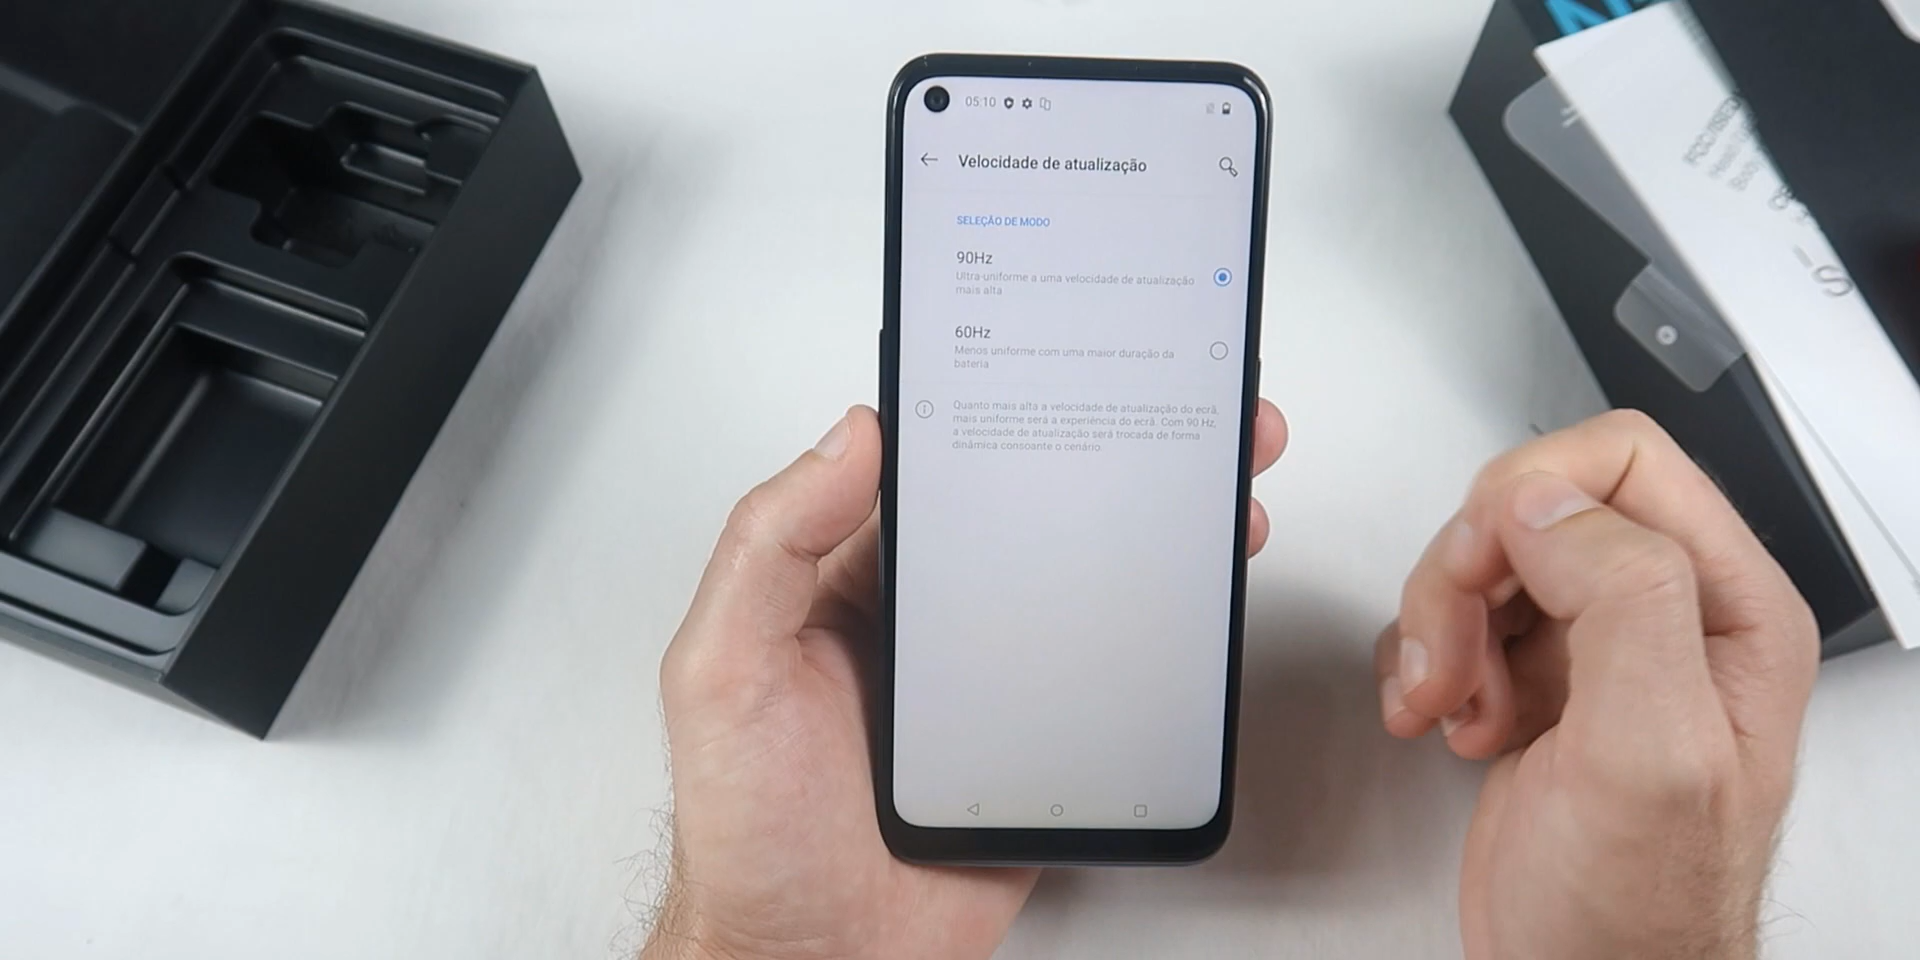 05:10
Velocidade de atualização
SELEÇÃO DE MODO
90Hz
Ultra-uniforme a uma velocidade de atualização
mais alta
60Hz
Menos uniforme com uma maior duração da
bateria
Quanto mais alta a velocidade de atualização do ecrã,
mais uniforme será a experiência do ecrã. Com 90 Hz,
a velocidade de atualização será trocada de forma
dinâmica consoante o cenário.